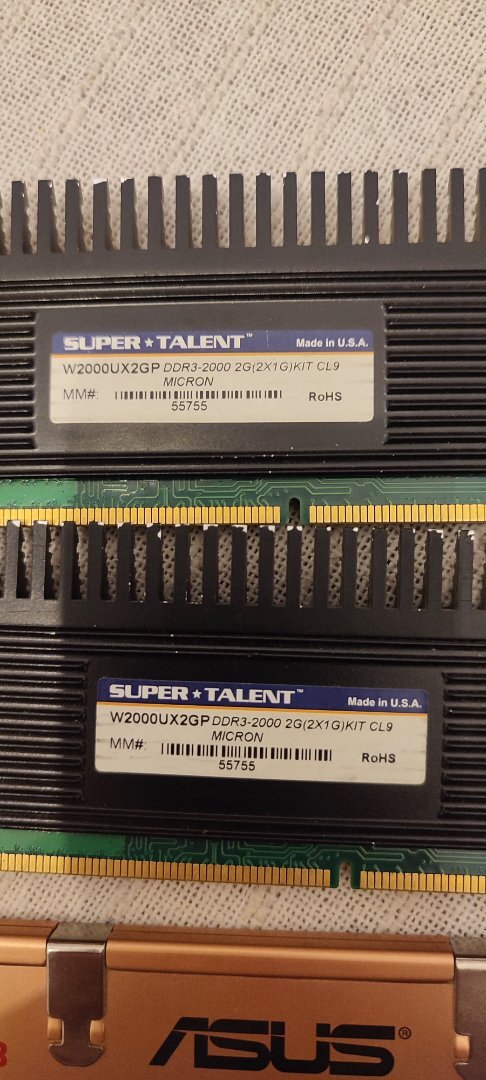 SUPER★TALENT™ Made in U.S.A.
W2000UX2GP DDR3-2000 2G(2X1G)KIT CL9
MICRON
MM#: RoHS
55755
SUPER★TALENT™ Made in U.S.A.
W2000UX2GP DDR3-2000 2G(2X1G)KIT CL9
MICRON
MM#: RoHS
55755
ASUS®